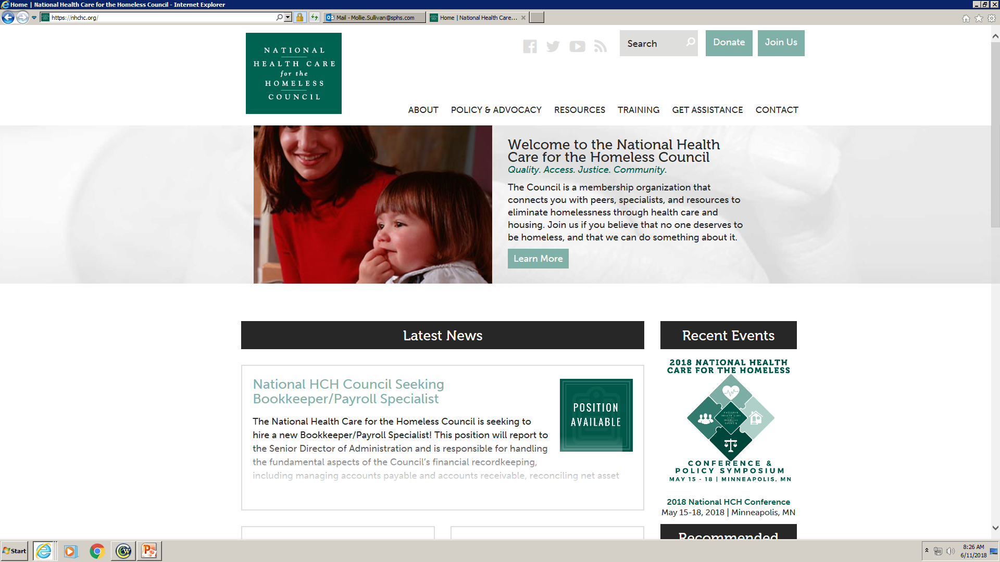 Home | National Health Care for the Homeless Council - Internet Explorer
https://nhchc.org/
Mail - Mollie.Sullivan@sphs.com
Home | National Health Care...
NATIONAL
HEALTH CARE
for the
HOMELESS
COUNCIL
Search
Donate
Join Us
ABOUT POLICY & ADVOCACY RESOURCES TRAINING GET ASSISTANCE CONTACT
Welcome to the National Health
Care for the Homeless Council
Quality. Access. Justice. Community.
The Council is a membership organization that
connects you with peers, specialists, and resources to
eliminate homelessness through health care and
housing. Join us if you believe that no one deserves to
be homeless, and that we can do something about it.
Learn More
Latest News
National HCH Council Seeking
Bookkeeper/Payroll Specialist
The National Health Care for the Homeless Council is seeking to
hire a new Bookkeeper/Payroll Specialist! This position will report to
the Senior Director of Administration and is responsible for handling
the fundamental aspects of the Council's financial recordkeeping,
including managing accounts payable and accounts receivable, reconciling net asset
POSITION
AVAILABLE
Recent Events
2018 NATIONAL HEALTH
CARE FOR THE HOMELESS
NATIONAL
HEALTH CARE
for the
HOMELESS
COUNCIL
CONFERENCE &
POLICY SYMPOSIUM
MAY 15 - 18 | MINNEAPOLIS, MN
2018 National HCH Conference
May 15-18, 2018 | Minneapolis, MN
Recommended
Start
8:26 AM
6/11/2018